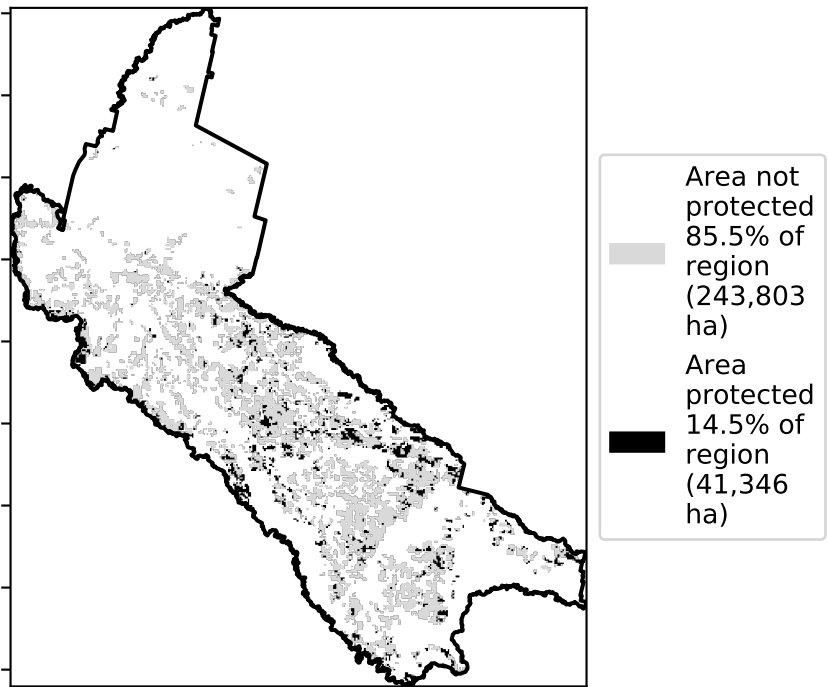 Area not
protected
85.5% of
region
(243,803
ha)
Area
protected
14.5% of
region
(41,346
ha)